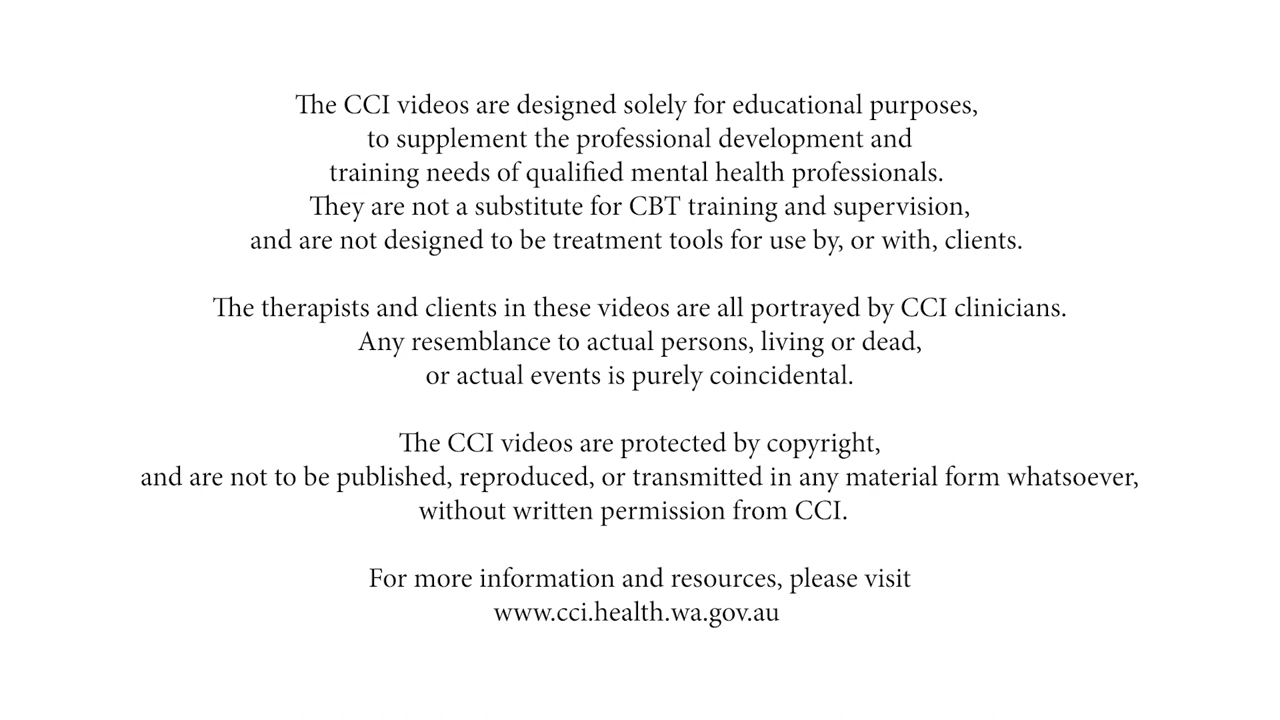 The CCI videos are designed solely for educational purposes,
to supplement the professional development and
training needs of qualified mental health professionals.
They are not a substitute for CBT training and supervision,
and are not designed to be treatment tools for use by, or with, clients.
The therapists and clients in these videos are all portrayed by CCI clinicians.
Any resemblance to actual persons, living or dead,
or actual events is purely coincidental.
The CCI videos are protected by copyright,
and are not to be published, reproduced, or transmitted in any material form whatsoever,
without written permission from CCI.
For more information and resources, please visit
www.cci.health.wa.gov.au